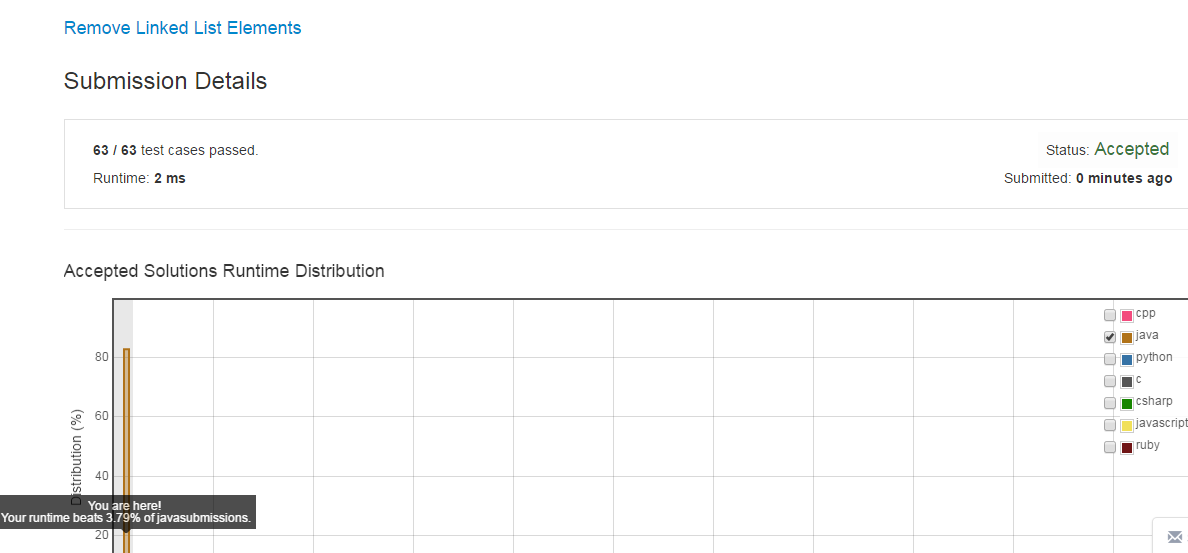 Remove Linked List Elements
Submission Details
63 / 63 test cases passed.
Status: Accepted
Runtime: 2 ms
Submitted: 0 minutes ago
Accepted Solutions Runtime Distribution
cpp
java
python
c
csharp
javascript
ruby
80
60
40
20
Distribution (%)
You are here!
Your runtime beats 3.79% of javasubmissions.